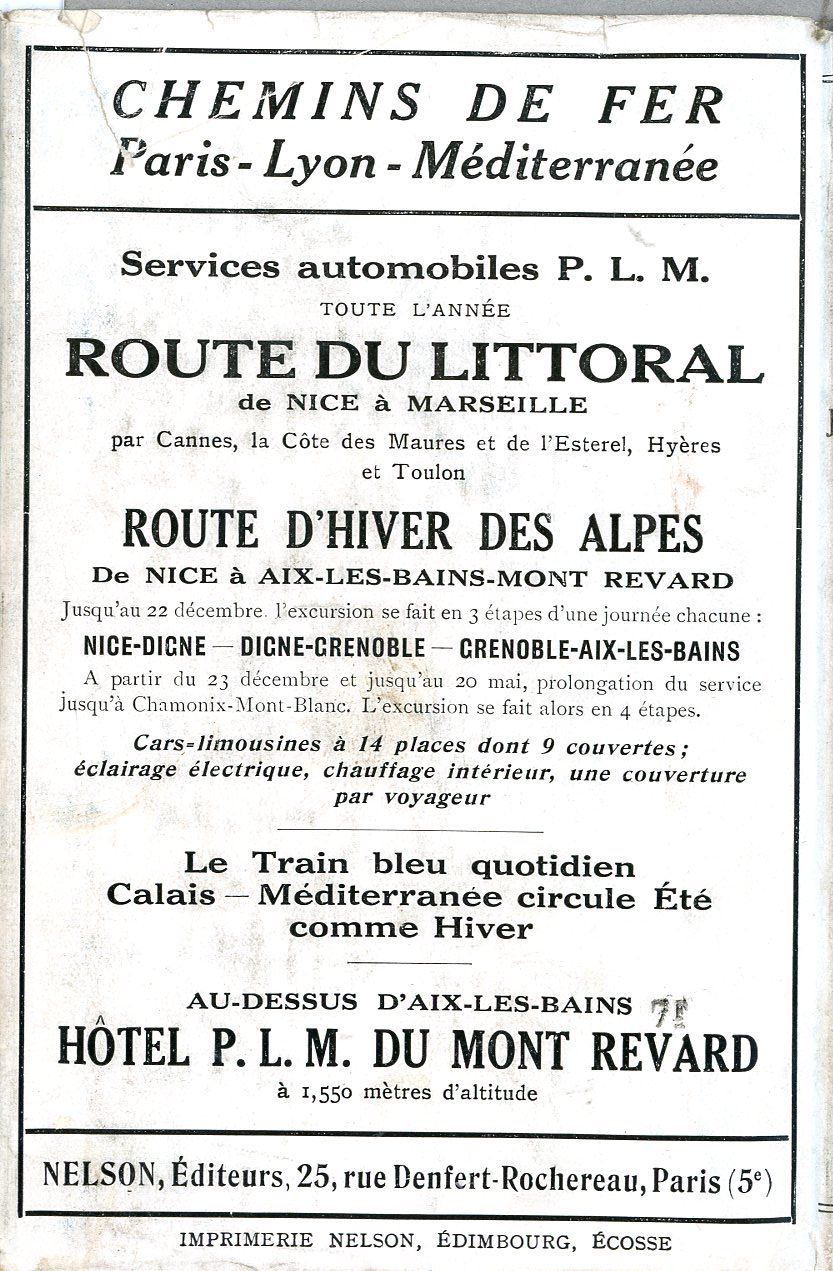 CHEMINS DE FER
Paris - Lyon - Méditerranée
Services automobiles P. L. M.
TOUTE L'ANNÉE
ROUTE DU LITTORAL
de NICE à MARSEILLE
par Cannes, la Côte des Maures et de l'Esterel, Hyères
et Toulon
ROUTE D'HIVER DES ALPES
De NICE à AIX-LES-BAINS-MONT REVARD
Jusqu'au 22 décembre. l'excursion se fait en 3 étapes d'une journée chacune :
NICE-DIGNE — DIGNE-GRENOBLE — GRENOBLE-AIX-LES-BAINS
A partir du 23 décembre et jusqu'au 20 mai, prolongation du service
jusqu'à Chamonix-Mont-Blanc. L'excursion se fait alors en 4 étapes.
Cars-limousines à 14 places dont 9 couvertes ;
éclairage électrique, chauffage intérieur, une couverture
par voyageur
Le Train bleu quotidien
Calais — Méditerranée circule Été
comme Hiver
AU-DESSUS D'AIX-LES-BAINS 7F
HÔTEL P. L. M. DU MONT REVARD
à 1,550 mètres d'altitude
NELSON, Éditeurs, 25, rue Denfert-Rochereau, Paris (5e)
IMPRIMERIE NELSON, ÉDIMBOURG, ÉCOSSE